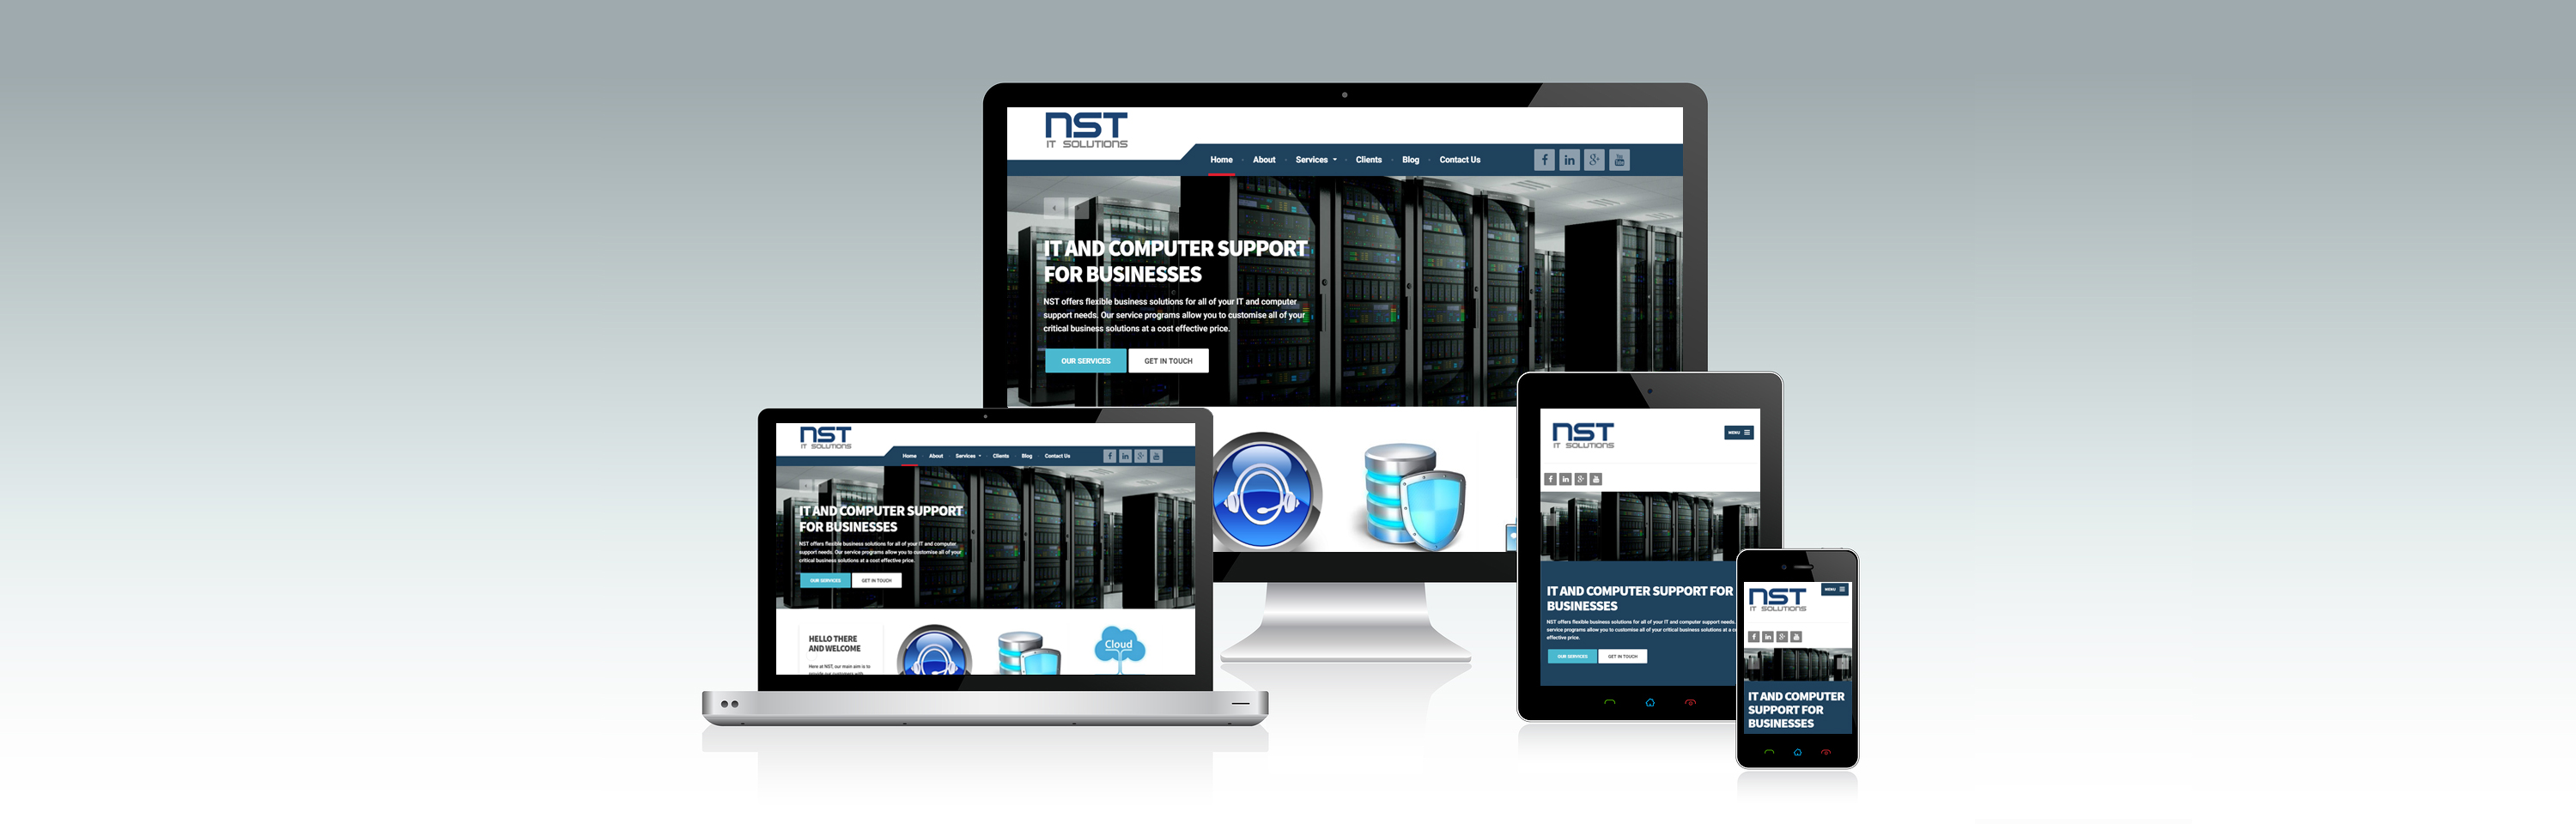 NST
IT SOLUTIONS
Home About Services Clients Blog Contact Us
IT AND COMPUTER SUPPORT
FOR BUSINESSES
NST offers flexible business solutions for all of your IT and computer
support needs. Our service programs allow you to customise all of your
critical business solutions at a cost effective price.
OUR SERVICES GET IN TOUCH
NST
IT SOLUTIONS
Home About Services Clients Blog Contact Us
IT AND COMPUTER SUPPORT
FOR BUSINESSES
NST offers flexible business solutions for all of your IT and computer
support needs. Our service programs allow you to customise all of your
critical business solutions at a cost effective price.
OUR SERVICES GET IN TOUCH
HELLO THERE
AND WELCOME
Here at NST, our main aim is to
provide our customers with
Cloud
NST
IT SOLUTIONS
MENU
IT AND COMPUTER SUPPORT FOR
BUSINESSES
NST offers flexible business solutions for all of your IT and computer support needs.
service programs allow you to customise all of your critical business solutions at a
effective price.
OUR SERVICES GET IN TOUCH
NST
IT SOLUTIONS
MENU
IT AND COMPUTER
SUPPORT FOR
BUSINESSES